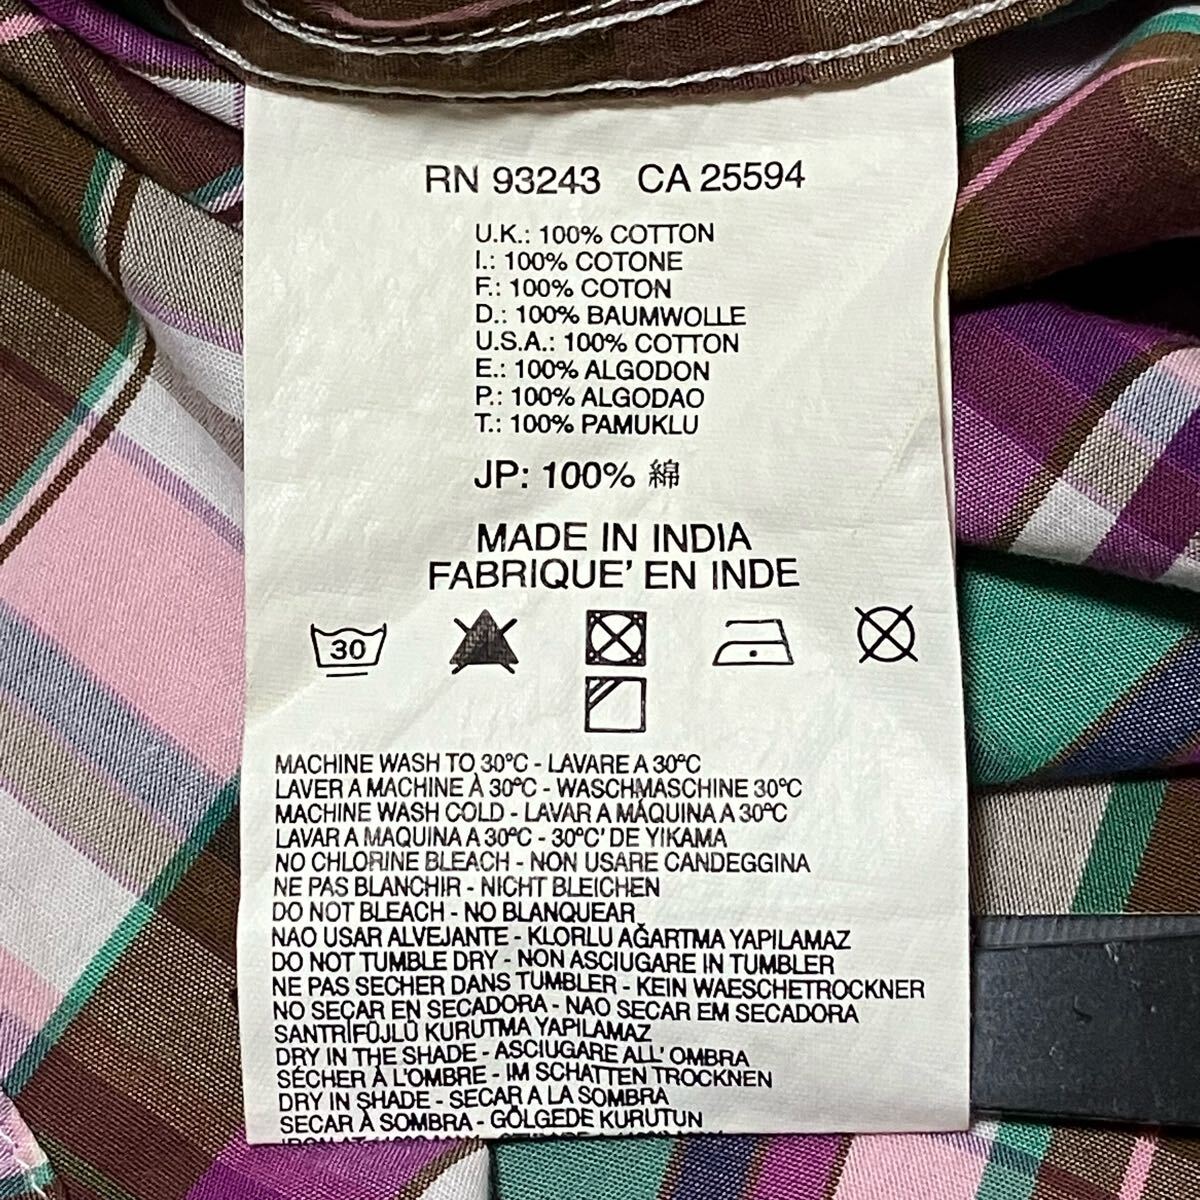 RN 93243 CA 25594
U.K.: 100% COTTON
I.: 100% COTONE
F.: 100% COTON
D.: 100% BAUMWOLLE
U.S.A.: 100% COTTON
E.: 100% ALGODON
P.: 100% ALGODAO
T.: 100% PAMUKLU
JP: 100% 綿
MADE IN INDIA
FABRIQUE' EN INDE
30
MACHINE WASH TO 30°C - LAVARE A 30°C
LAVER A MACHINE À 30°C - WASCHMASCHINE 30°C
MACHINE WASH COLD - LAVAR A MÁQUINA A 30°C
LAVAR A MAQUINA A 30°C - 30°C' DE YIKAMA
NO CHLORINE BLEACH - NON USARE CANDEGGINA
NE PAS BLANCHIR - NICHT BLEICHEN
DO NOT BLEACH - NO BLANQUEAR
NAO USAR ALVEJANTE - KLORLU AĞARTMA YAPILAMAZ
DO NOT TUMBLE DRY - NON ASCIUGARE IN TUMBLER
NE PAS SECHER DANS TUMBLER - KEIN WAESCHETROCKNER
NO SECAR EN SECADORA - NAO SECAR EM SECADORA
SANTRİFÜJLÜ KURUTMA YAPILAMAZ
DRY IN THE SHADE - ASCIUGARE ALL' OMBRA
SÉCHER À L'OMBRE - IM SCHATTEN TROCKNEN
DRY IN SHADE - SECAR A LA SOMBRA
SECAR À SOMBRA - GÖLGEDE KURUTUN